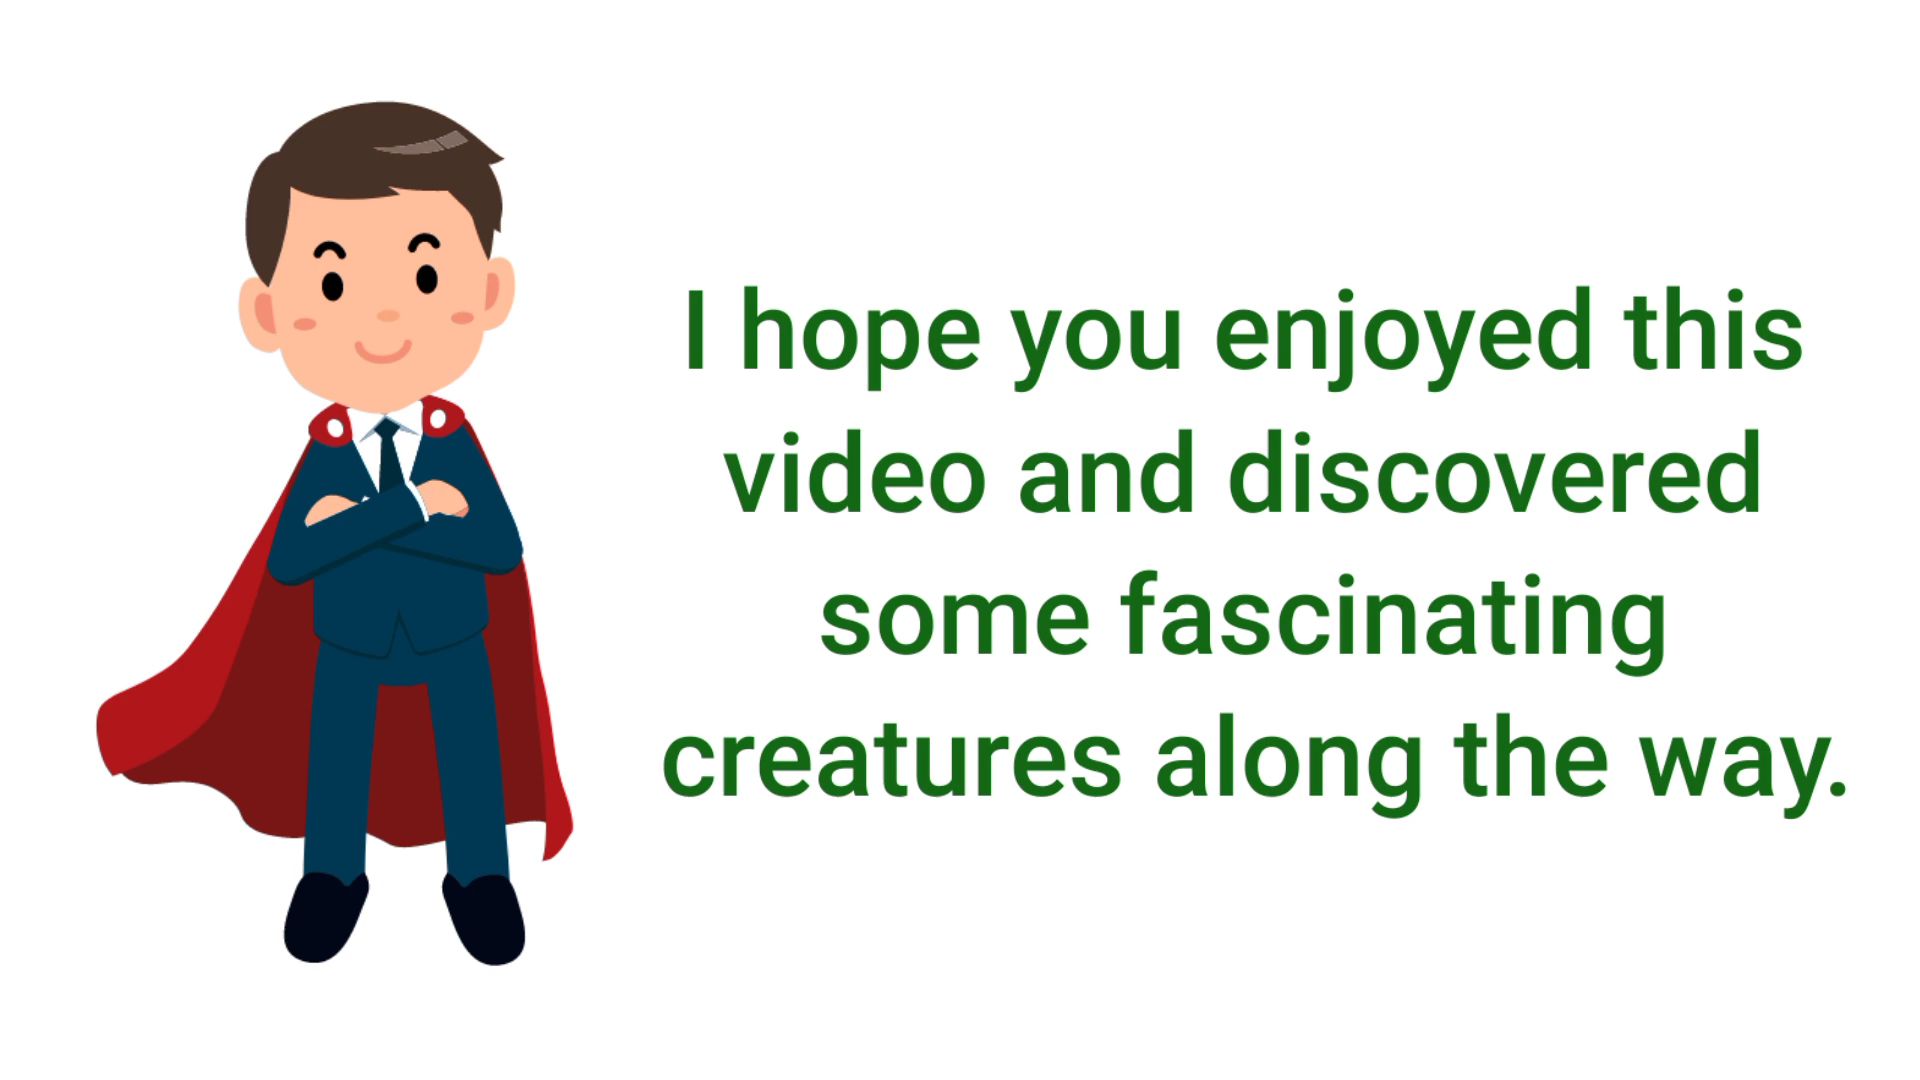 I hope you enjoyed this
video and discovered
some fascinating
creatures along the way.